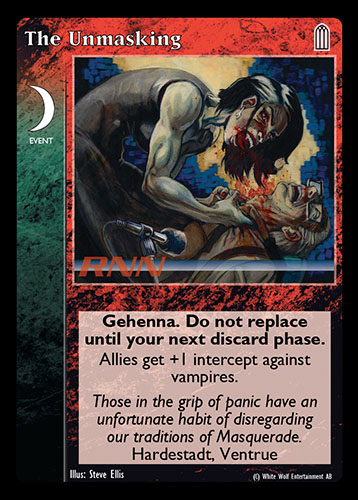 The Unmasking
EVENT
RNN
Gehenna. Do not replace
until your next discard phase.
Allies get +1 intercept against
vampires.
Those in the grip of panic have an
unfortunate habit of disregarding
our traditions of Masquerade.
Hardestadt, Ventrue
Illus: Steve Ellis
(C) White Wolf Entertainment AB